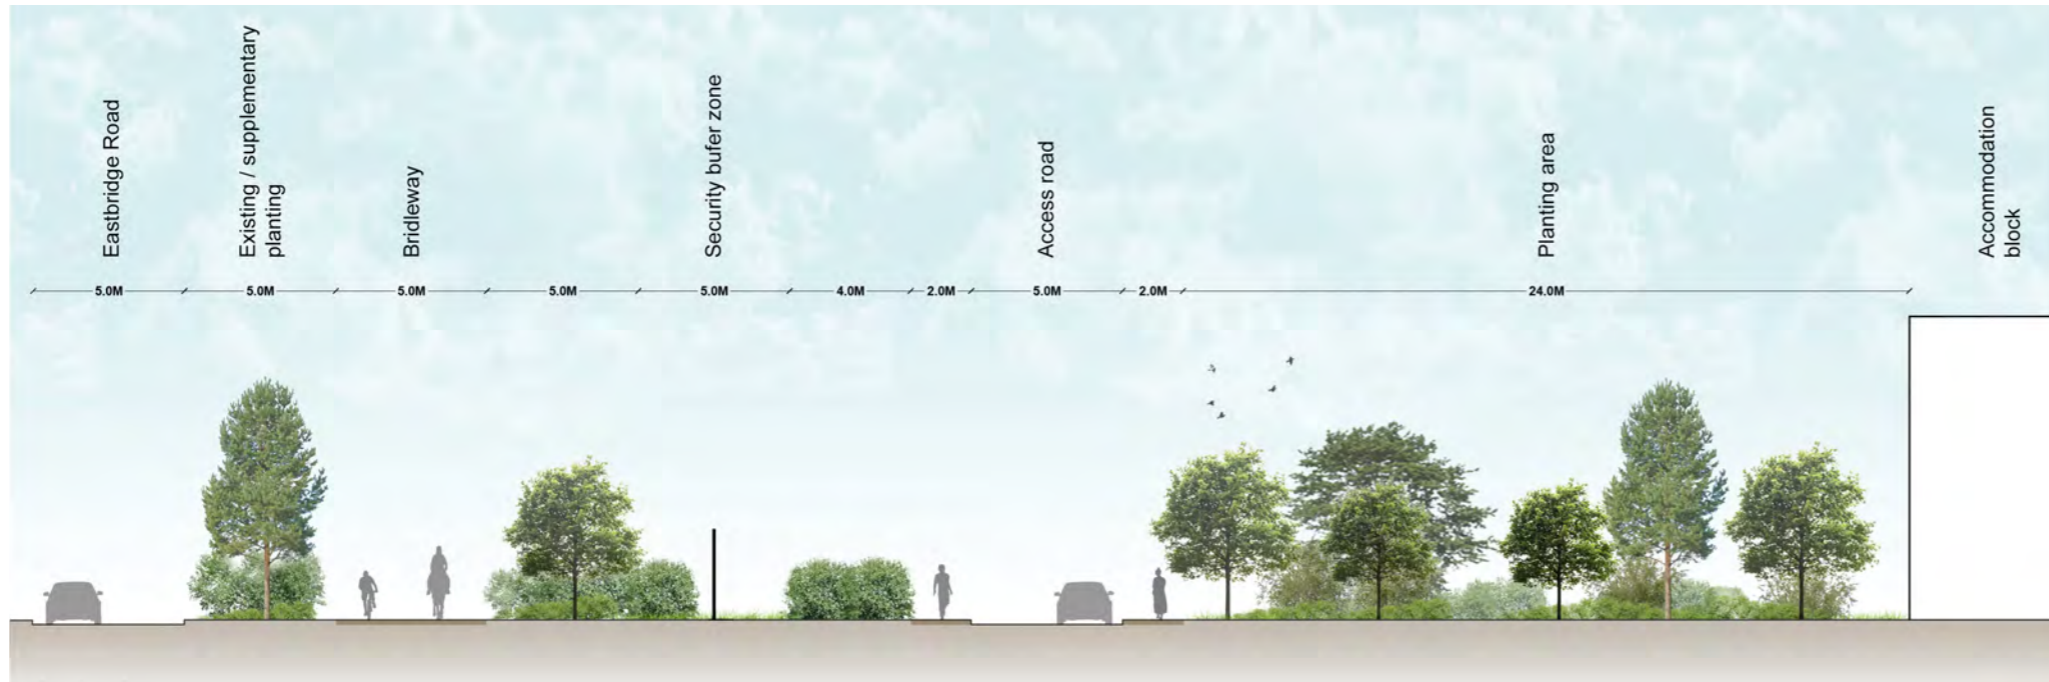 Eastbridge Road
Existing / supplementary
planting
Bridleway
Security bufer zone
Access road
Planting area
Accommodation
block
5.0M
5.0M
5.0M
5.0M
5.0M
4.0M
2.0M
5.0M
2.0M
24.0M